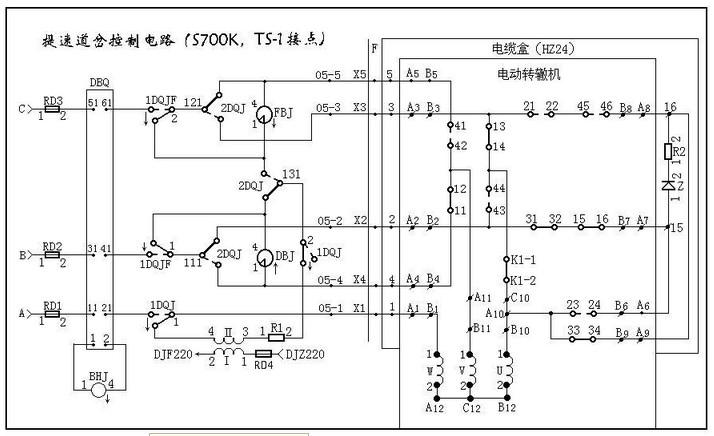 提速道岔控制电路(S700K, TS-1接点)
F
电缆盒(HZ24)
电动转辙机
DBQ
C RD3 1 2 51 61 1DQJF 2 121 2DQJ 4 1 FBJ
05-5 X5 5 A5 B5
05-3 X3 3 A3 B3
41
42
13
14
21 22 45 46 B8 A8 16
R2 1 2
Z 1 2
131
2DQJ
12
11
44
43
05-2 X2 2 A2 B2
31 32 15 16 B7 A7 15
B RD2 1 2 31 41 1DQJF 1 111 2DQJ 4 1 DBJ 2 1 1DQJ
05-4 X4 4 A4 B4
K1-1
K1-2
A RD1 1 2 11 21 1DQJ 1
05-1 X1 1 A1 B1
A11
B11
C10
A10
B10
23 24 B6 A6
33 34 B9 A9
4 II 3 1 R1 2
DJF220 2 I 1 RD4 DJZ220
1 2
BHJ
1 4
1 W 2
1 V 2
1 U 2
A12 C12 B12